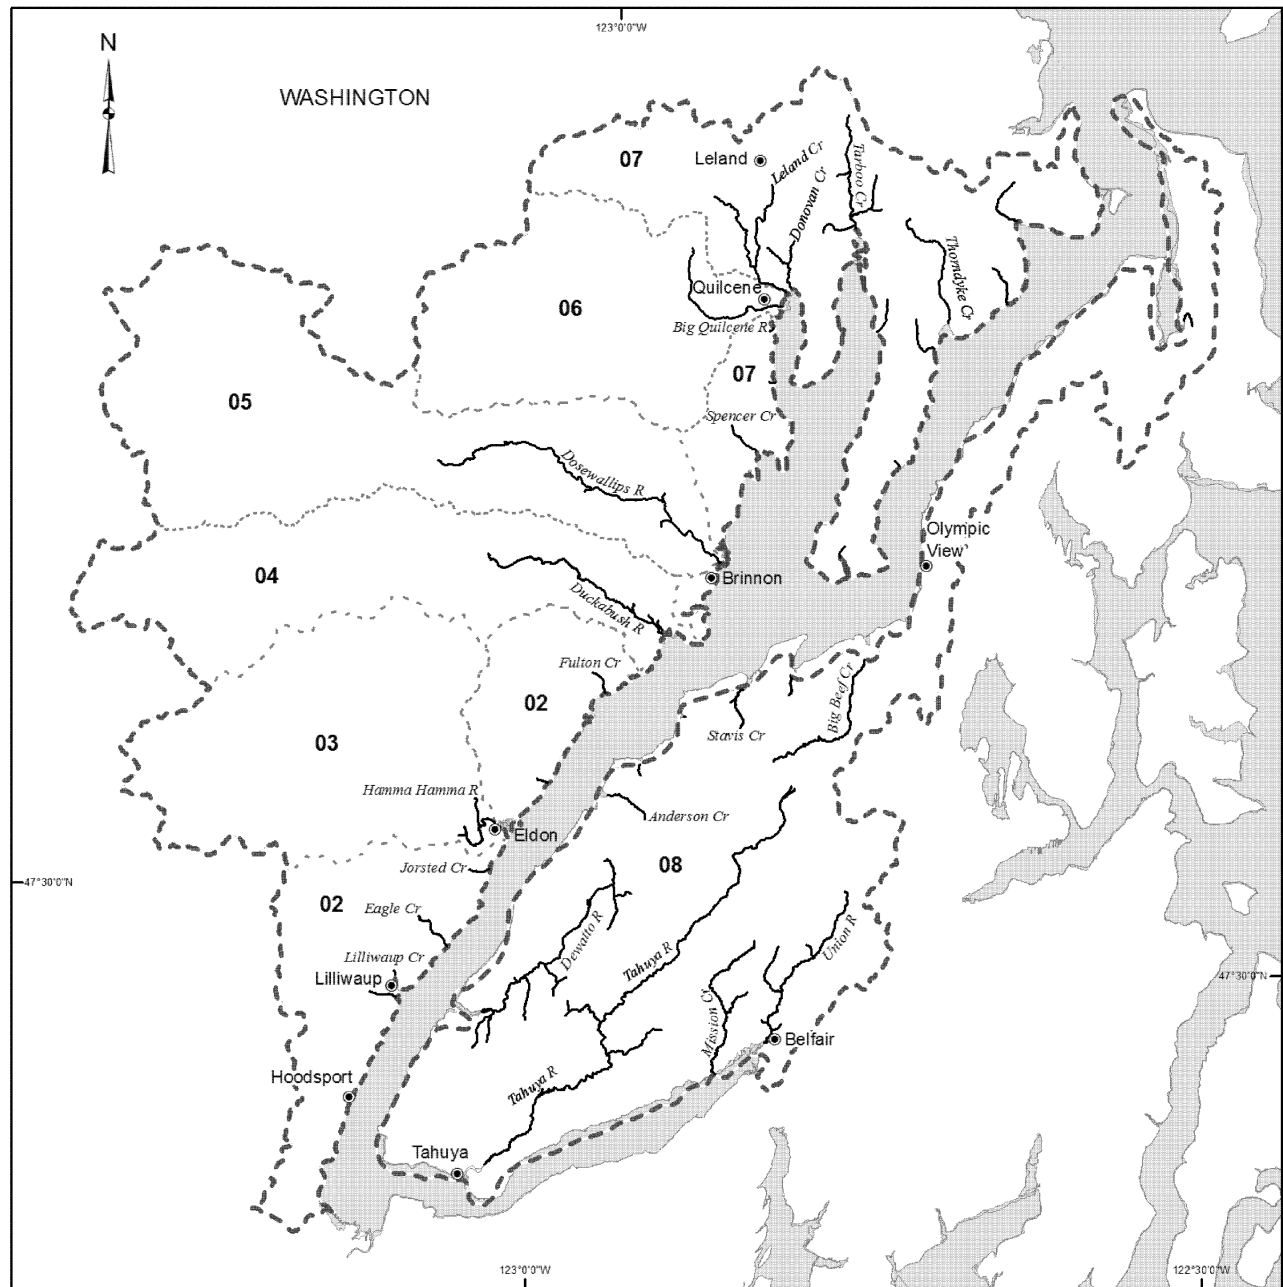 123°0'0"W
N
WASHINGTON
07
Leland
Leland Cr
Donovan Cr
Tarboo Cr
Thorndyke Cr
06
Quilcene
Big Quilcene R
07
05
Spencer Cr
Dosewallips R
Olympic
View
04
Brinnon
Duckabush R
Fulton Cr
02
Big Beef Cr
Stavis Cr
03
Hamma Hamma R
Eldon
Anderson Cr
Jorsted Cr
08
47°30'0"N
02
Eagle Cr
Dewatto R
Union R
Lilliwaup Cr
Tahuya R
Lilliwaup
47°30'0"N
Mission Cr
Belfair
Hoodsport
Tahuya R
Tahuya
123°0'0"W
122°30'0"W